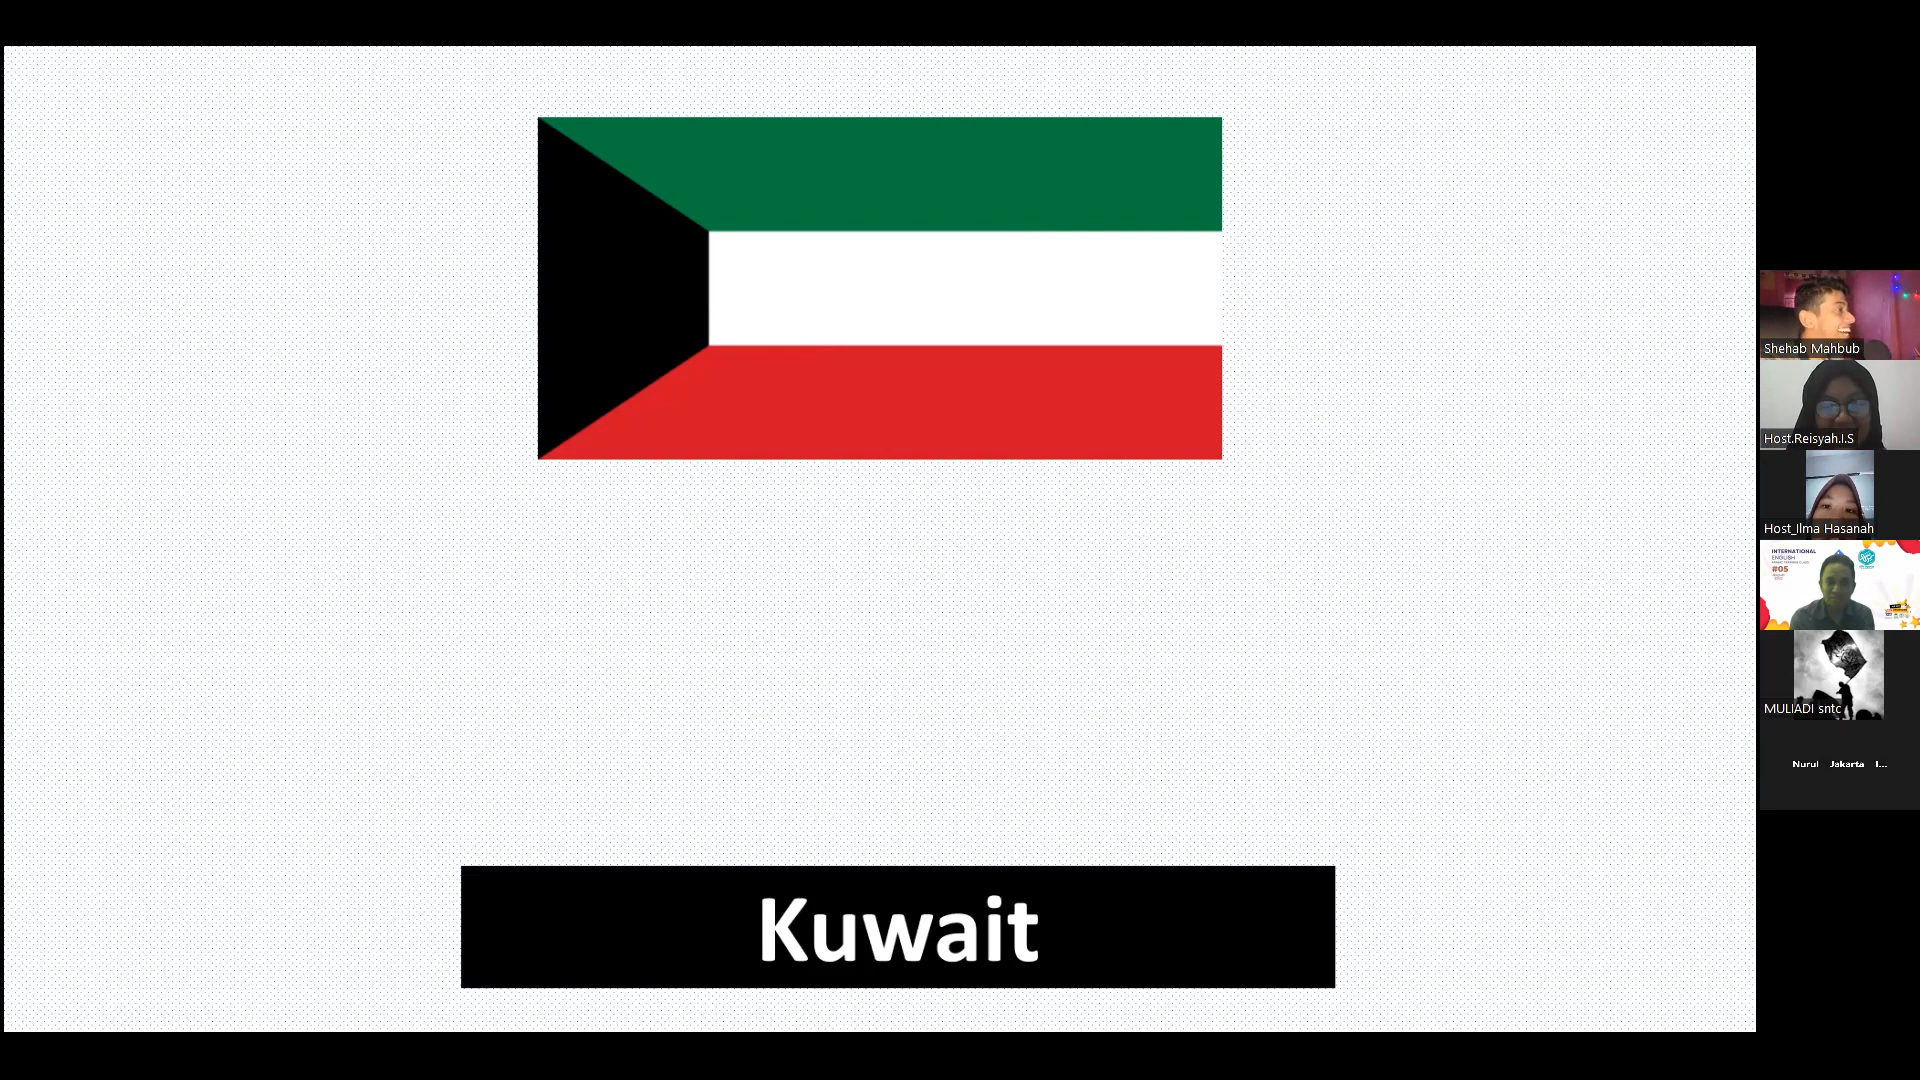 Kuwait
Shehab Mahbub
Host.Reisyah.I.S
Host_Ilma Hasanah
INTERNATIONAL
ENGLISH
#05
MULIADI sntc
Nurul Jakarta I...